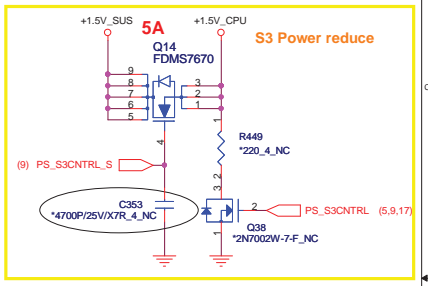 +1.5V_SUS
5A
+1.5V_CPU
Q14
FDMS7670
S3 Power reduce
9
8
7
6
5
3
2
1
4
1
R449
*220_4_NC
(9) PS_S3CNTRL_S
3 2
C353
*4700P/25V/X7R_4_NC
2
PS_S3CNTRL (5,9,17)
1
Q38
*2N7002W-7-F_NC